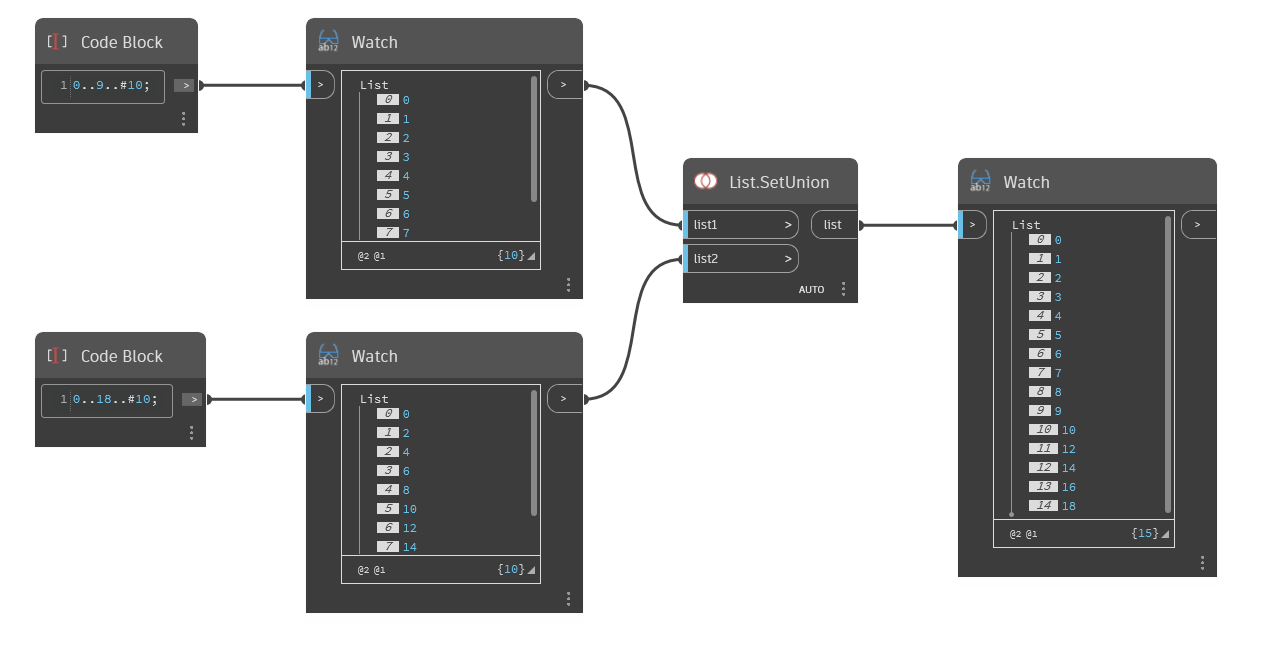 Code Block
1 0..9..#10;
>
ab12 Watch
>
List
0 0
1 1
2 2
3 3
4 4
5 5
6 6
7 7
@2 @1 {10}
>
Code Block
1 0..18..#10;
>
ab12 Watch
>
List
0 0
1 2
2 4
3 6
4 8
5 10
6 12
7 14
@2 @1 {10}
>
List.SetUnion
list1 > list
list2 >
AUTO
ab12 Watch
>
List
0 0
1 1
2 2
3 3
4 4
5 5
6 6
7 7
8 8
9 9
10 10
11 12
12 14
13 16
14 18
@2 @1 {15}
>